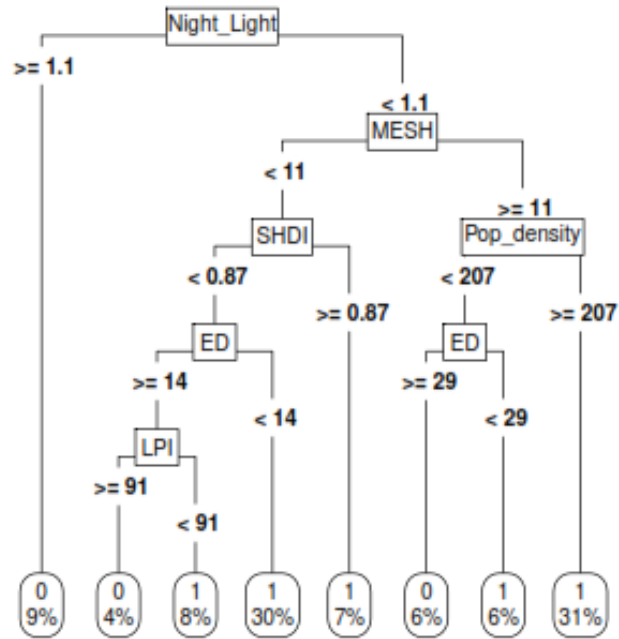 Night_Light
>= 1.1
< 1.1
MESH
< 11
>= 11
SHDI
Pop_density
< 0.87
< 207
>= 0.87
>= 207
ED
ED
>= 14
>= 29
< 14
< 29
LPI
>= 91
< 91
0 0 1 1 1 0 1 1
9% 4% 8% 30% 7% 6% 6% 31%